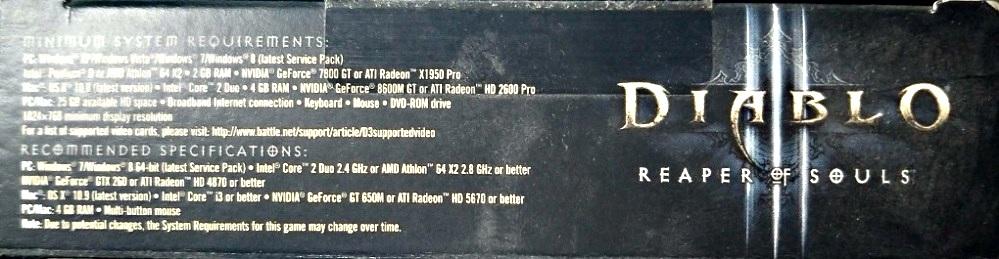 MINIMUM SYSTEM REQUIREMENTS:
PC: Windows® XP/Windows Vista®/Windows® 7/Windows® 8 (latest Service Pack)
Intel® Pentium® D or AMD Athlon™ 64 X2 • 2 GB RAM • NVIDIA® GeForce® 7800 GT or ATI Radeon™ X1950 Pro
Mac®: OS X® 10.8 (latest version) • Intel® Core™ 2 Duo • 4 GB RAM • NVIDIA® GeForce® 8600M GT or ATI Radeon™ HD 2600 Pro
PC/Mac: 25 GB available HD space • Broadband Internet connection • Keyboard • Mouse • DVD-ROM drive
1024x768 minimum display resolution
For a list of supported video cards, please visit: http://www.battle.net/support/article/D3supportedvideo
RECOMMENDED SPECIFICATIONS:
PC: Windows® 7/Windows® 8 64-bit (latest Service Pack) • Intel® Core™ 2 Duo 2.4 GHz or AMD Athlon™ 64 X2 2.8 GHz or better
NVIDIA® GeForce® GTX 260 or ATI Radeon™ HD 4870 or better
Mac®: OS X® 10.9 (latest version) • Intel® Core™ i3 or better • NVIDIA® GeForce® GT 650M or ATI Radeon™ HD 5670 or better
PC/Mac: 4 GB RAM • Multi-button mouse
Note: Due to potential changes, the System Requirements for this game may change over time.
DIABLO
REAPER OF SOULS